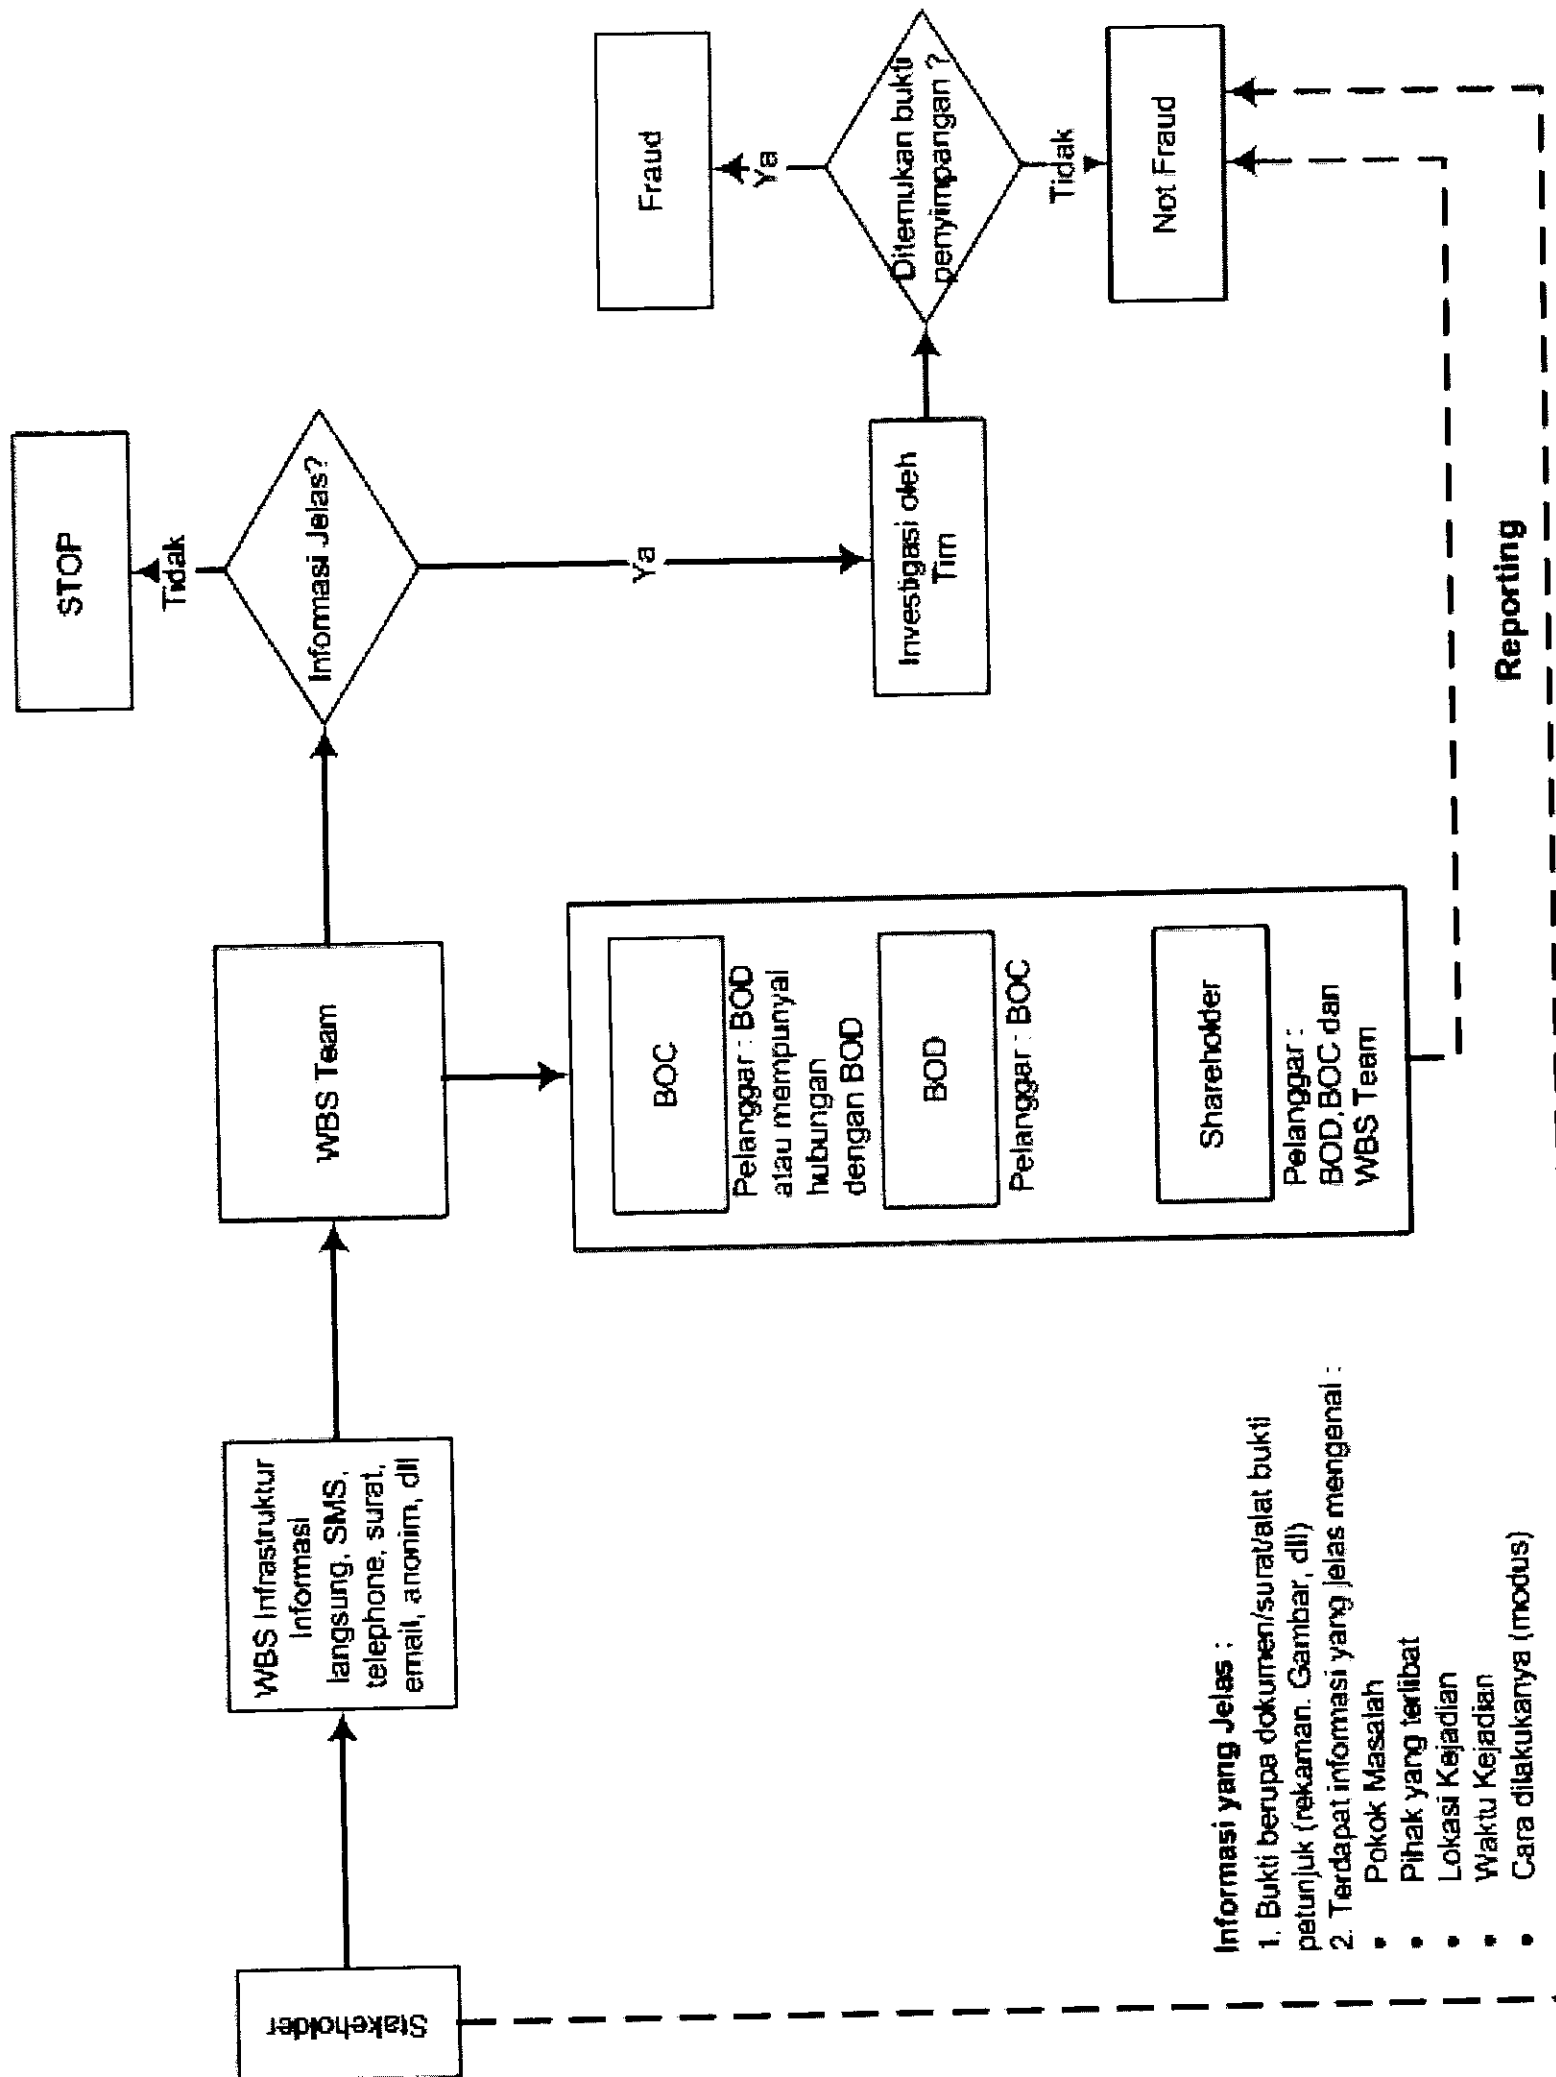 Stakeholder
WBS Infrastruktur
Informasi
langsung, SMS,
telephone, surat,
email, anonim, dll
WBS Team
Informasi Jelas?
Tidak
STOP
Ya
Investigasi oleh
Tim
Ditemukan bukti
penyimpangan ?
Ya
Fraud
Tidak
Not Fraud
BOC
Pelanggar : BOD
atau mempunyai
hubungan
dengan BOD
BOD
Pelanggar : BOC
Shareholder
Pelanggar :
BOD, BOC dan
WBS Team
Reporting
Informasi yang Jelas :
1. Bukti berupa dokumen/surat/alat bukti
petunjuk (rekaman. Gambar, dll)
2. Terdapat informasi yang jelas mengenai :
• Pokok Masalah
• Pihak yang terlibat
• Lokasi Kejadian
• Waktu Kejadian
• Cara dilakukanya (modus)